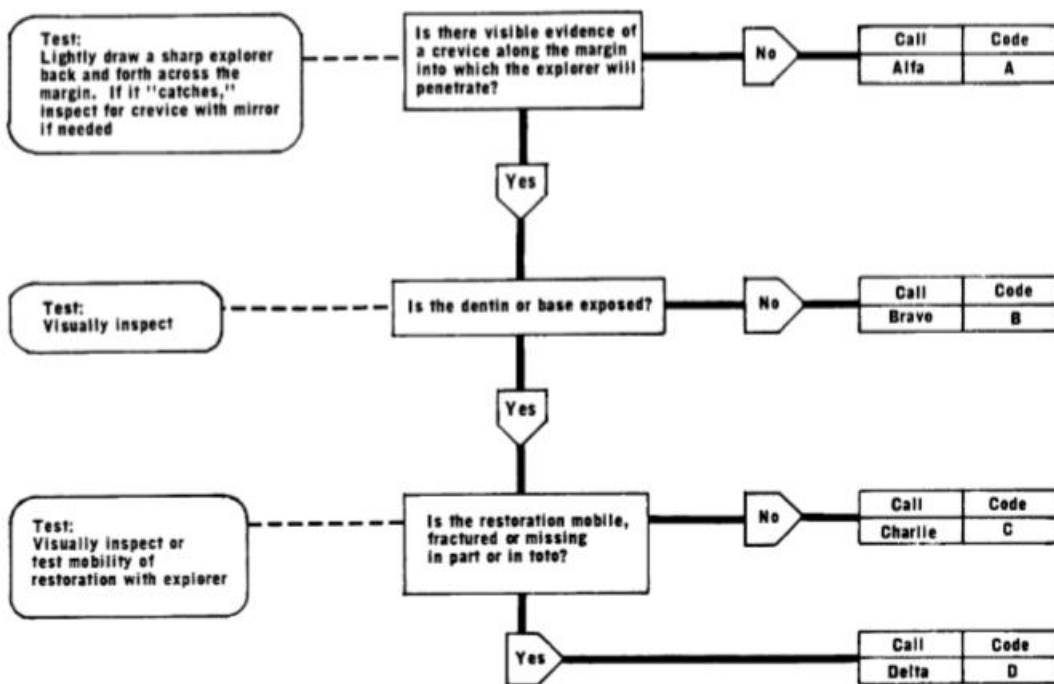 Test:
Lightly draw a sharp explorer
back and forth across the
margin. If it "catches,"
inspect for crevice with mirror
if needed
Is there visible evidence of
a crevice along the margin
into which the explorer will
penetrate?
No
Call Code
Alfa A
Yes
Test:
Visually inspect
Is the dentin or base exposed?
No
Call Code
Bravo B
Yes
Test:
Visually inspect or
test mobility of
restoration with explorer
Is the restoration mobile,
fractured or missing
in part or in toto?
No
Call Code
Charlie C
Yes
Call Code
Delta D